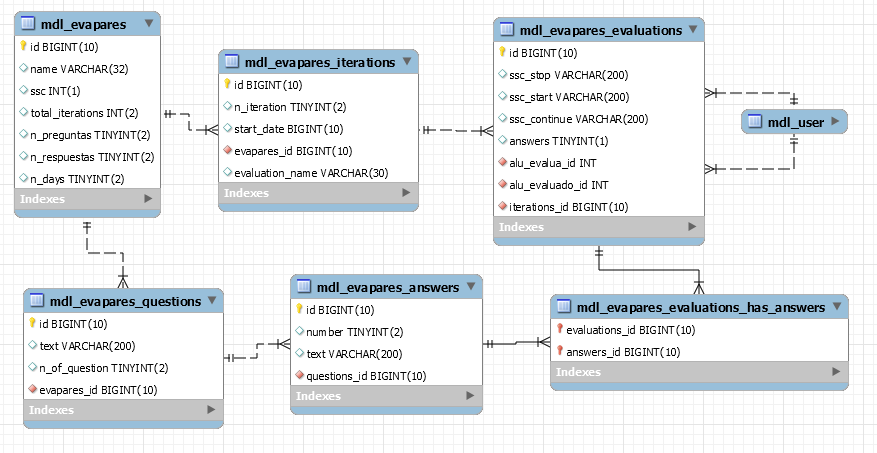 mdl_evapares
id BIGINT(10)
name VARCHAR(32)
ssc INT(1)
total_iterations INT(2)
n_preguntas TINYINT(2)
n_respuestas TINYINT(2)
n_days TINYINT(2)
Indexes
mdl_evapares_iterations
id BIGINT(10)
n_iteration TINYINT(2)
start_date BIGINT(10)
evapares_id BIGINT(10)
evaluation_name VARCHAR(30)
Indexes
mdl_evapares_evaluations
id BIGINT(10)
ssc_stop VARCHAR(200)
ssc_start VARCHAR(200)
ssc_continue VARCHAR(200)
answers TINYINT(1)
alu_evalua_id INT
alu_evaluado_id INT
iterations_id BIGINT(10)
Indexes
mdl_user
mdl_evapares_questions
id BIGINT(10)
text VARCHAR(200)
n_of_question TINYINT(2)
evapares_id BIGINT(10)
Indexes
mdl_evapares_answers
id BIGINT(10)
number TINYINT(2)
text VARCHAR(200)
questions_id BIGINT(10)
Indexes
mdl_evapares_evaluations_has_answers
evaluations_id BIGINT(10)
answers_id BIGINT(10)
Indexes